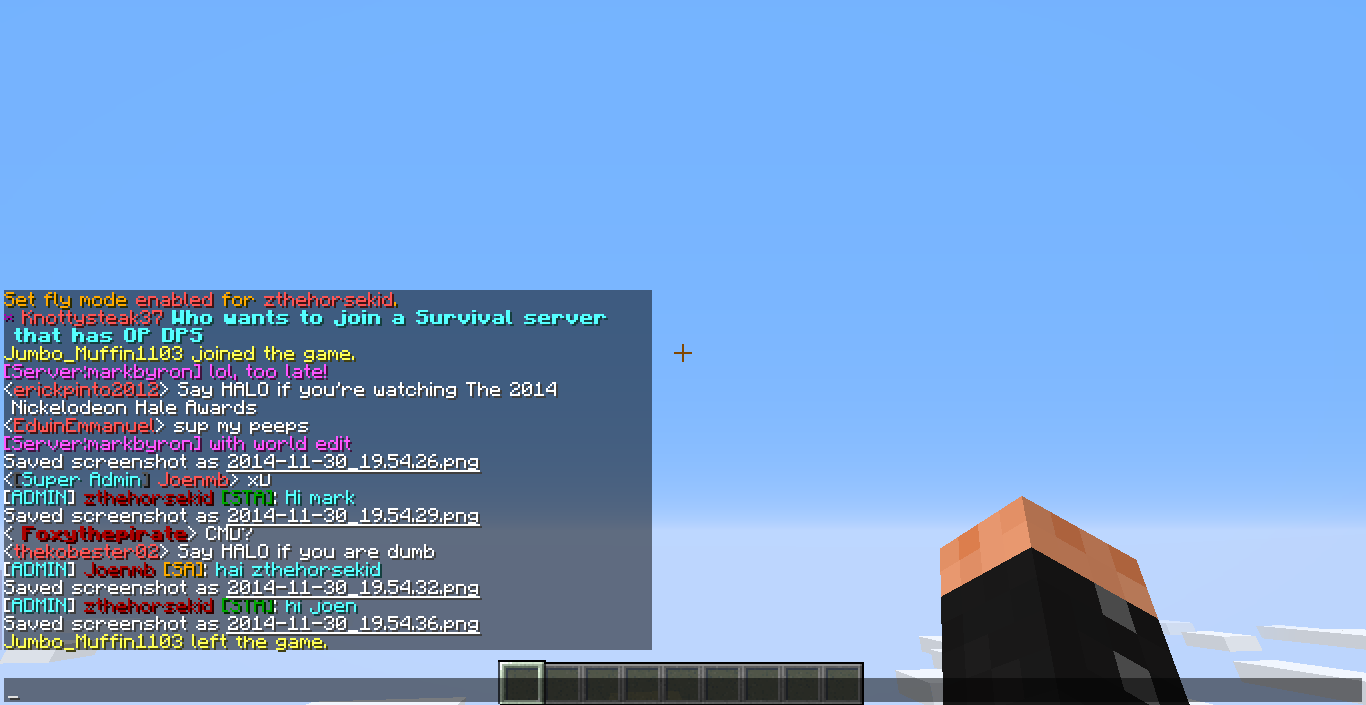 Set fly mode enabled for zthehorsekid.
* Knottysteak37 Who wants to join a Survival server
that has OP DPS
Jumbo_Muffin1103 joined the game.
[Server:markbyron] lol, too late!
<erickpinto2012> Say HALO if you're watching The 2014
Nickelodeon Hale Awards
<EdwinEmmanuel> sup my peeps
[Server:markbyron] with world edit
Saved screenshot as 2014-11-30_19.54.26.png
<[Super Admin] Joenmb> xD
[ADMIN] zthehorsekid [STA]: Hi mark
Saved screenshot as 2014-11-30_19.54.29.png
< Foxythepirate> CMD?
<thekobester02> Say HALO if you are dumb
[ADMIN] Joenmb [SA]: hai zthehorsekid
Saved screenshot as 2014-11-30_19.54.32.png
[ADMIN] zthehorsekid [STA]: hi joen
Saved screenshot as 2014-11-30_19.54.36.png
Jumbo_Muffin1103 left the game.
_